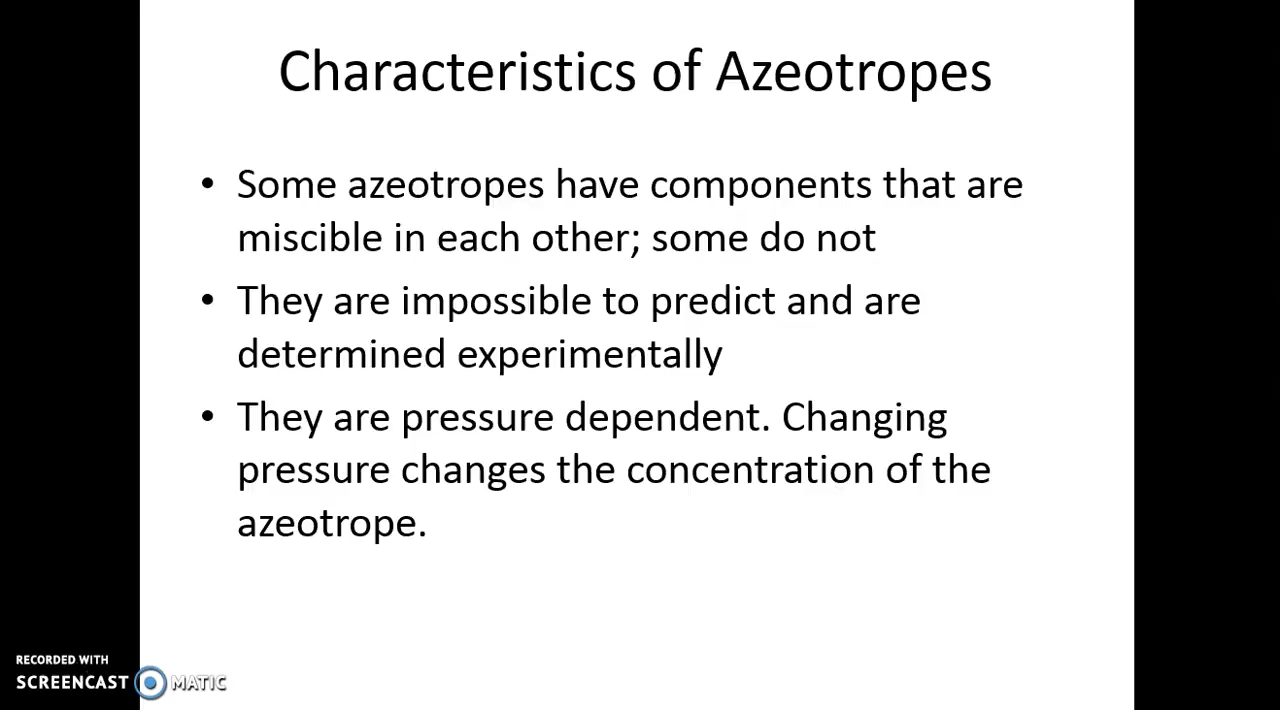 Characteristics of Azeotropes
• Some azeotropes have components that are
miscible in each other; some do not
• They are impossible to predict and are
determined experimentally
• They are pressure dependent. Changing
pressure changes the concentration of the
azeotrope.
RECORDED WITH
SCREENCAST MATIC